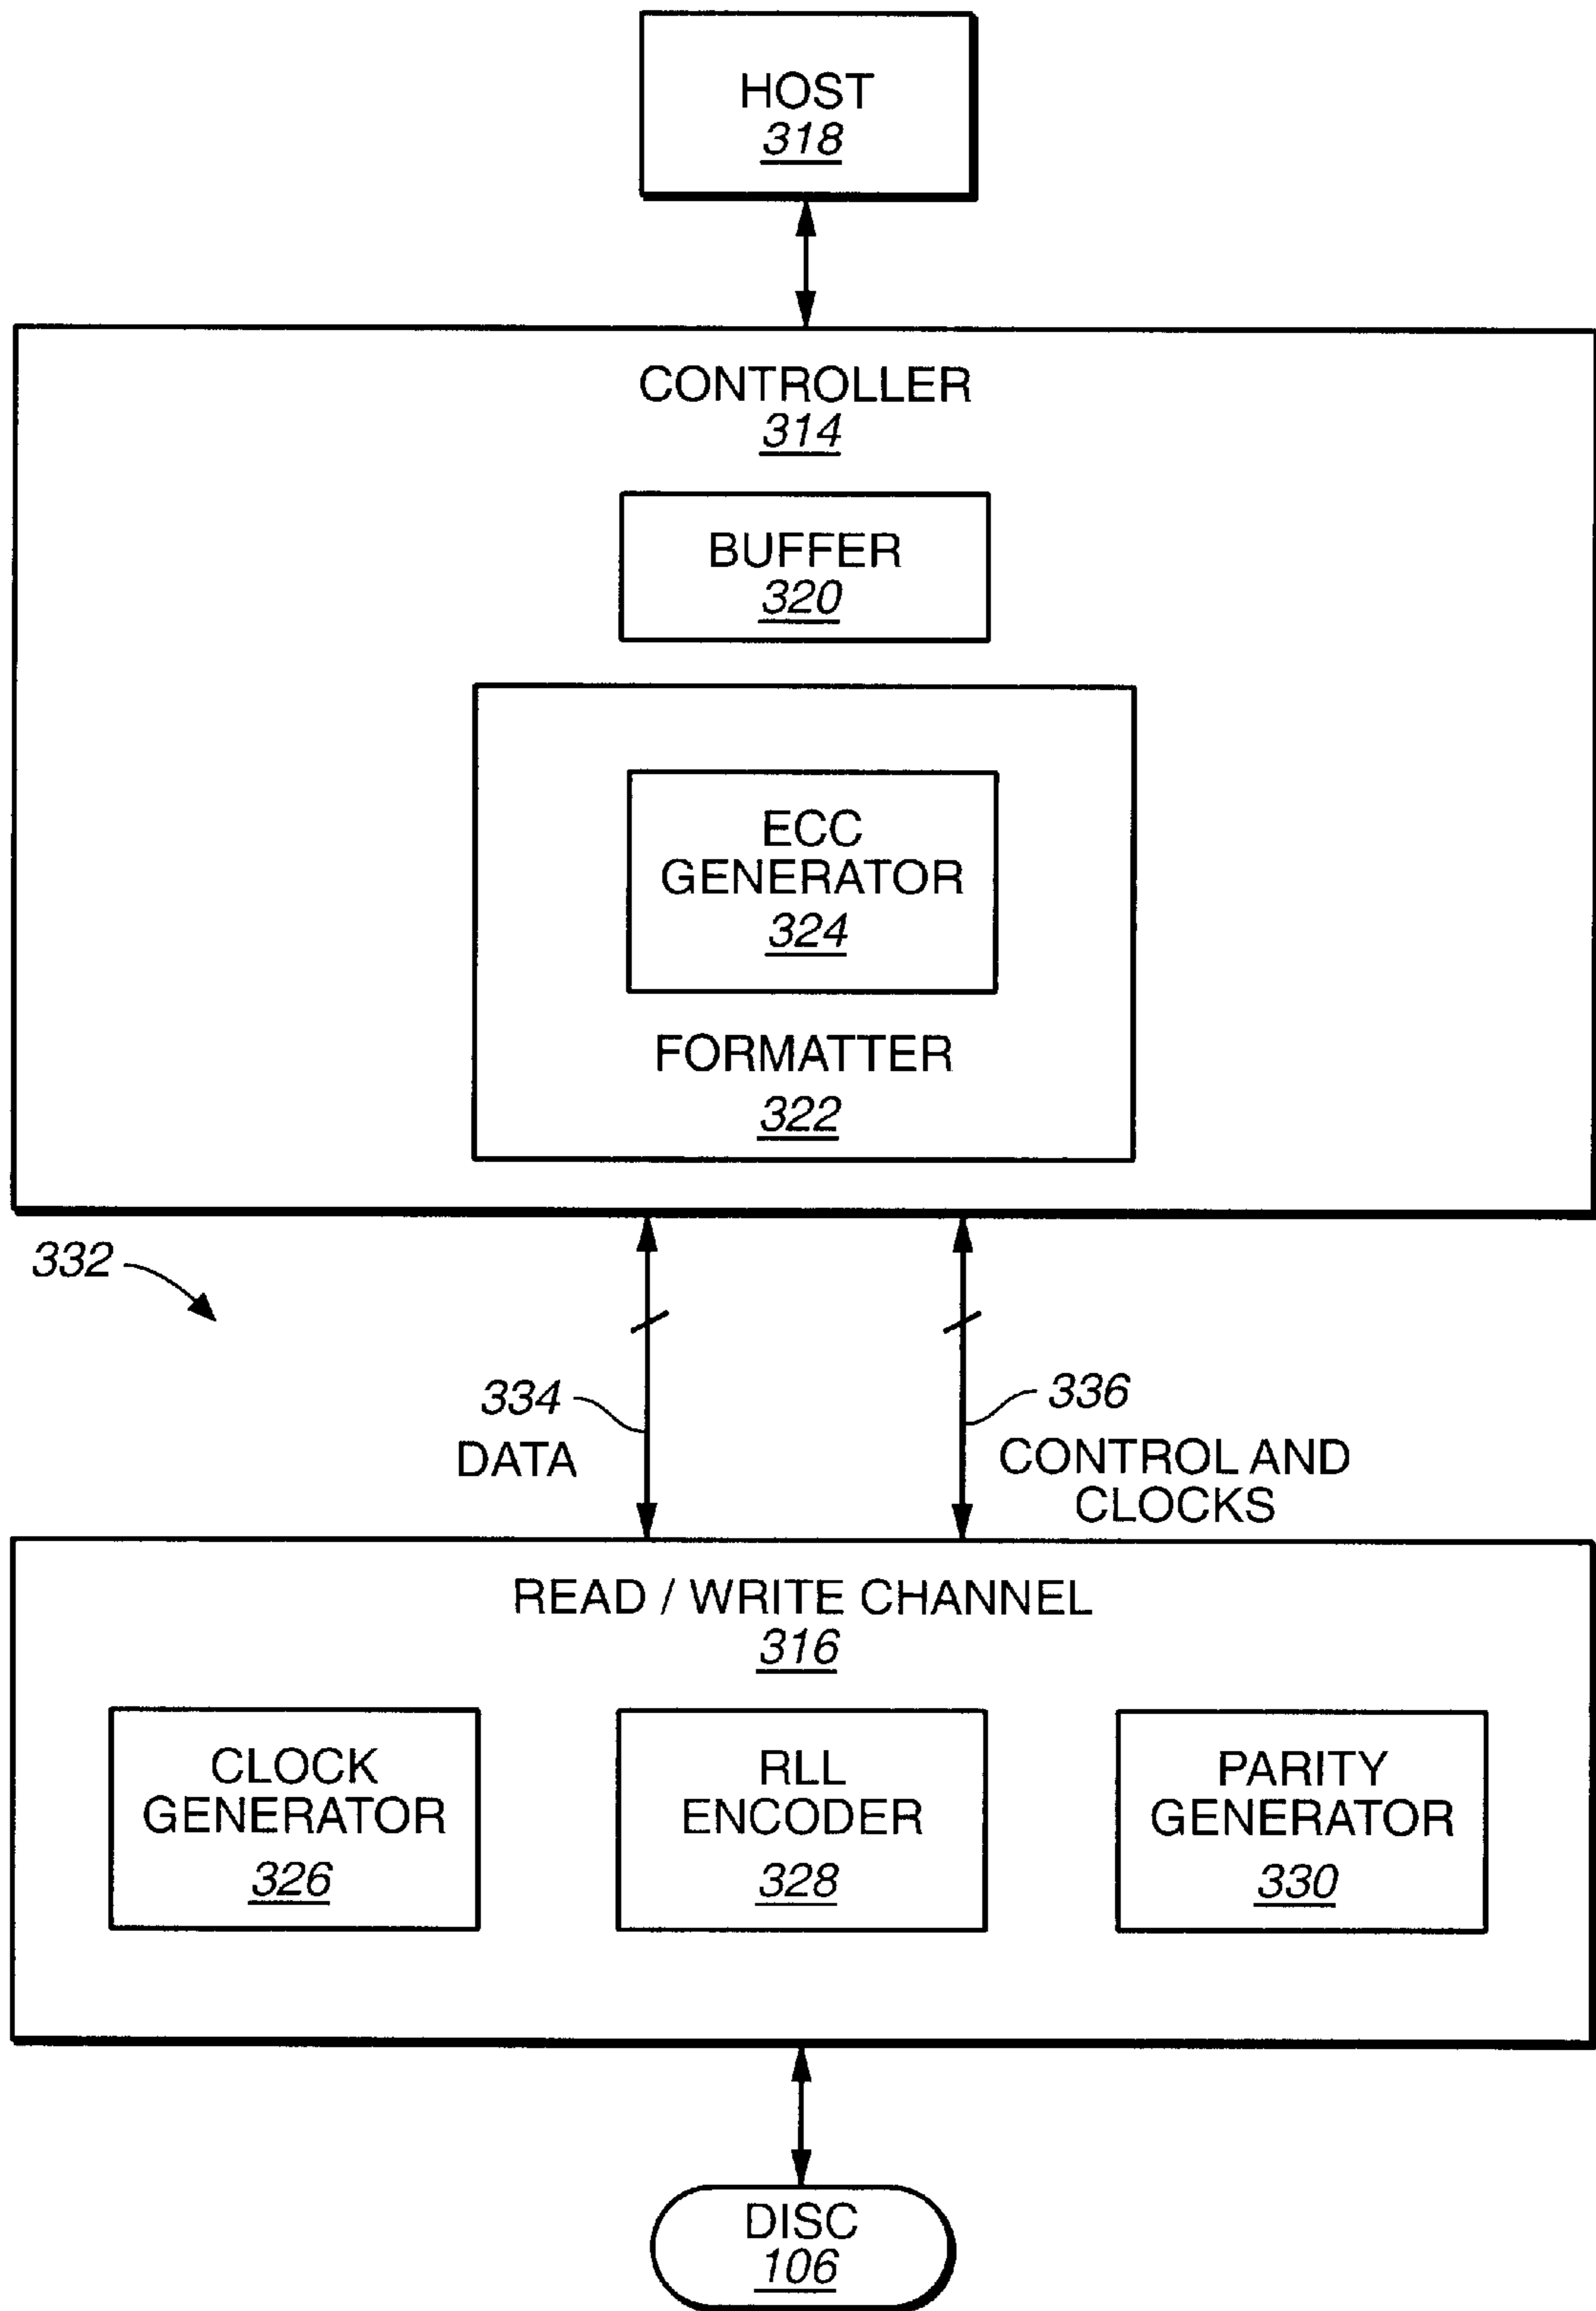 HOST
318
CONTROLLER
314
BUFFER
320
ECC
GENERATOR
324
FORMATTER
322
332
334
DATA
336
CONTROL AND
CLOCKS
READ / WRITE CHANNEL
316
CLOCK
GENERATOR
326
RLL
ENCODER
328
PARITY
GENERATOR
330
DISC
106